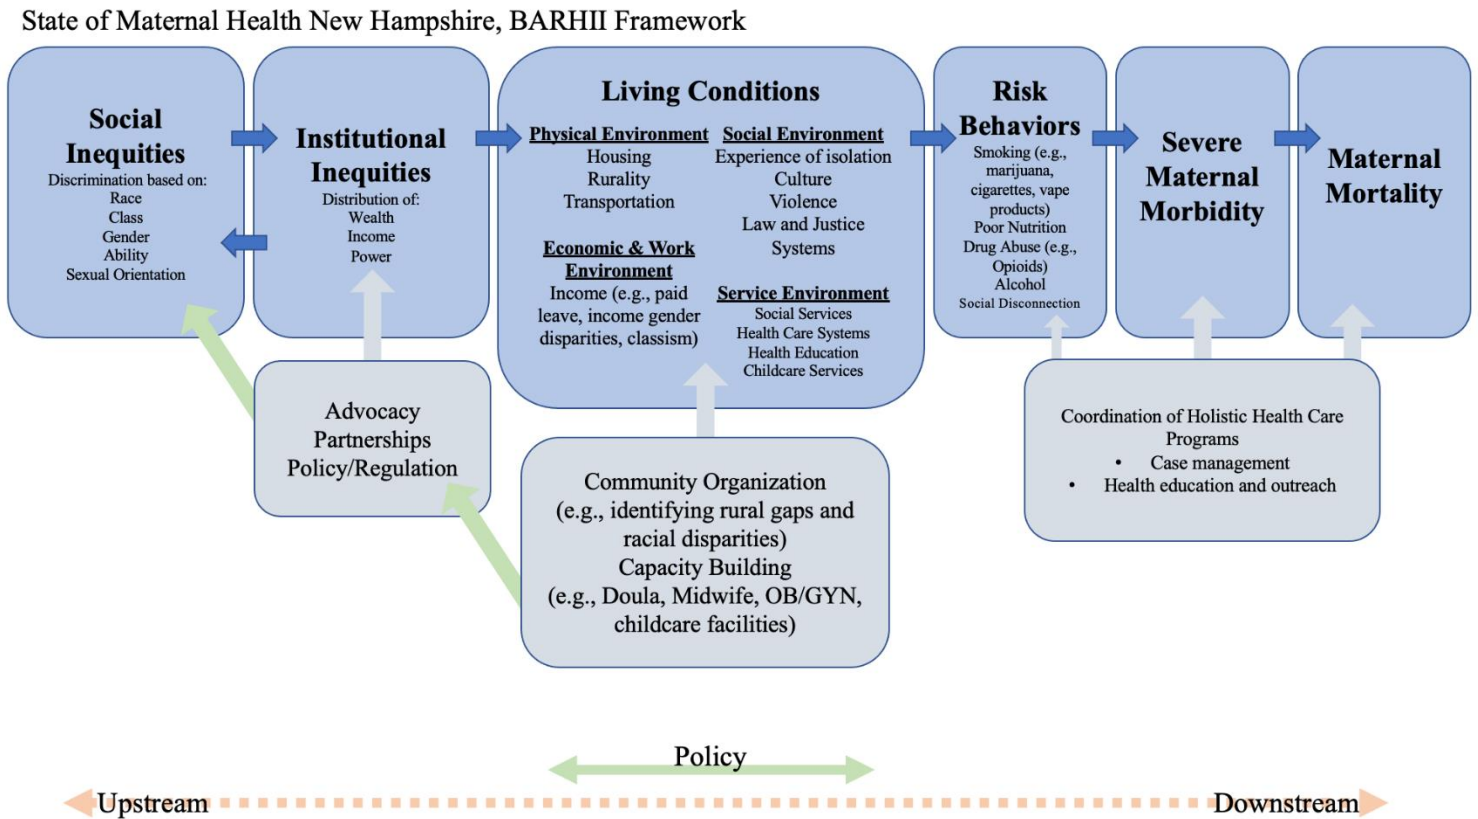 State of Maternal Health New Hampshire, BARHII Framework
Social
Inequities
Discrimination based on:
Race
Class
Gender
Ability
Sexual Orientation
Institutional
Inequities
Distribution of:
Wealth
Income
Power
Living Conditions
Physical Environment
Housing
Rurality
Transportation
Economic & Work
Environment
Income (e.g., paid
leave, income gender
disparities, classism)
Social Environment
Experience of isolation
Culture
Violence
Law and Justice
Systems
Service Environment
Social Services
Health Care Systems
Health Education
Childcare Services
Risk
Behaviors
Smoking (e.g.,
marijuana,
cigarettes, vape
products)
Poor Nutrition
Drug Abuse (e.g.,
Opioids)
Alcohol
Social Disconnection
Severe
Maternal
Morbidity
Maternal
Mortality
Advocacy
Partnerships
Policy/Regulation
Community Organization
(e.g., identifying rural gaps and
racial disparities)
Capacity Building
(e.g., Doula, Midwife, OB/GYN,
childcare facilities)
Coordination of Holistic Health Care
Programs
• Case management
• Health education and outreach
Policy
Upstream
Downstream